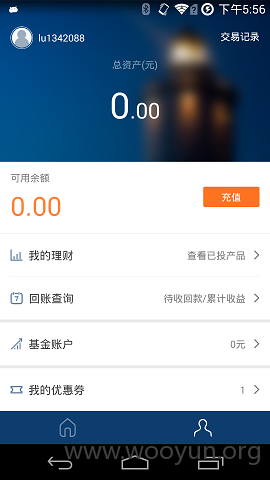 下午5:56
lu1342088
交易记录
总资产(元)
0.00
可用余额
0.00
充值
我的理财 查看已投产品
7
回账查询 待收回款/累计收益
基金账户 0元
我的优惠劵 1
www.wooyun.org